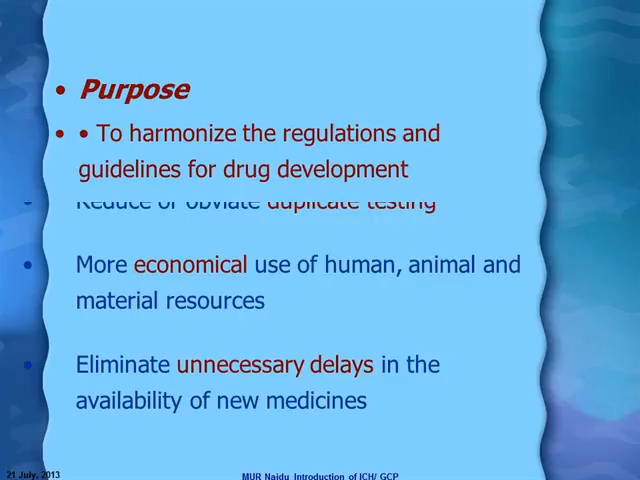 • Purpose
• • To harmonize the regulations and
guidelines for drug development
• Reduce or obviate duplicate testing
• More economical use of human, animal and
material resources
• Eliminate unnecessary delays in the
availability of new medicines
21 July, 2013
MUR Naidu Introduction of ICH/ GCP